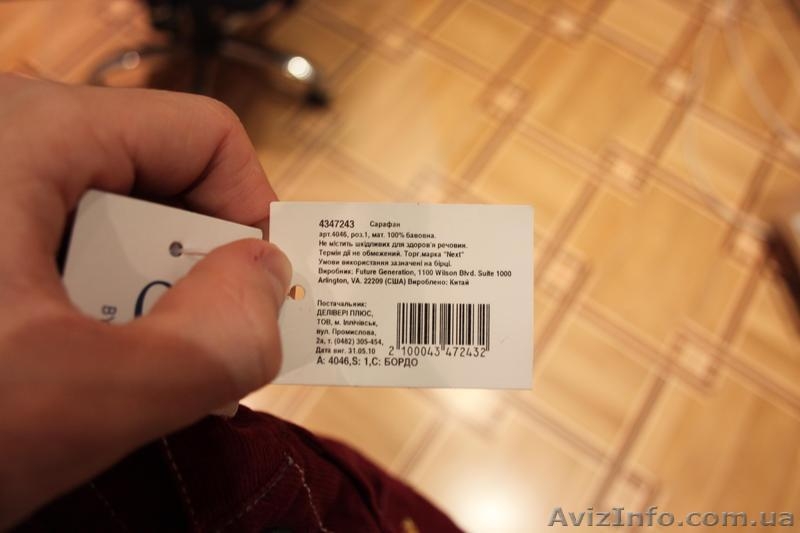 4347243 Сарафан
арт.4046, роз.1, мат. 100% бавовна.
Не містить шкідливих для здоров'я речовин.
Термін дії не обмежений. Торг.марка "Next"
Умови використання зазначені на бірці.
Виробник: Future Generation, 1100 Wilson Blvd. Suite 1000
Arlington, VA. 22209 (США) Вироблено: Китай
Постачальник:
ДЕЛІВЕРІ ПЛЮС,
ТОВ, м. Іллічівськ,
вул. Промислова,
2а, т. (0482) 305-454,
Дата виг. 31.05.10
2 100043 472432
A: 4046,S: 1,C: БОРДО
BY
AvizInfo.com.ua